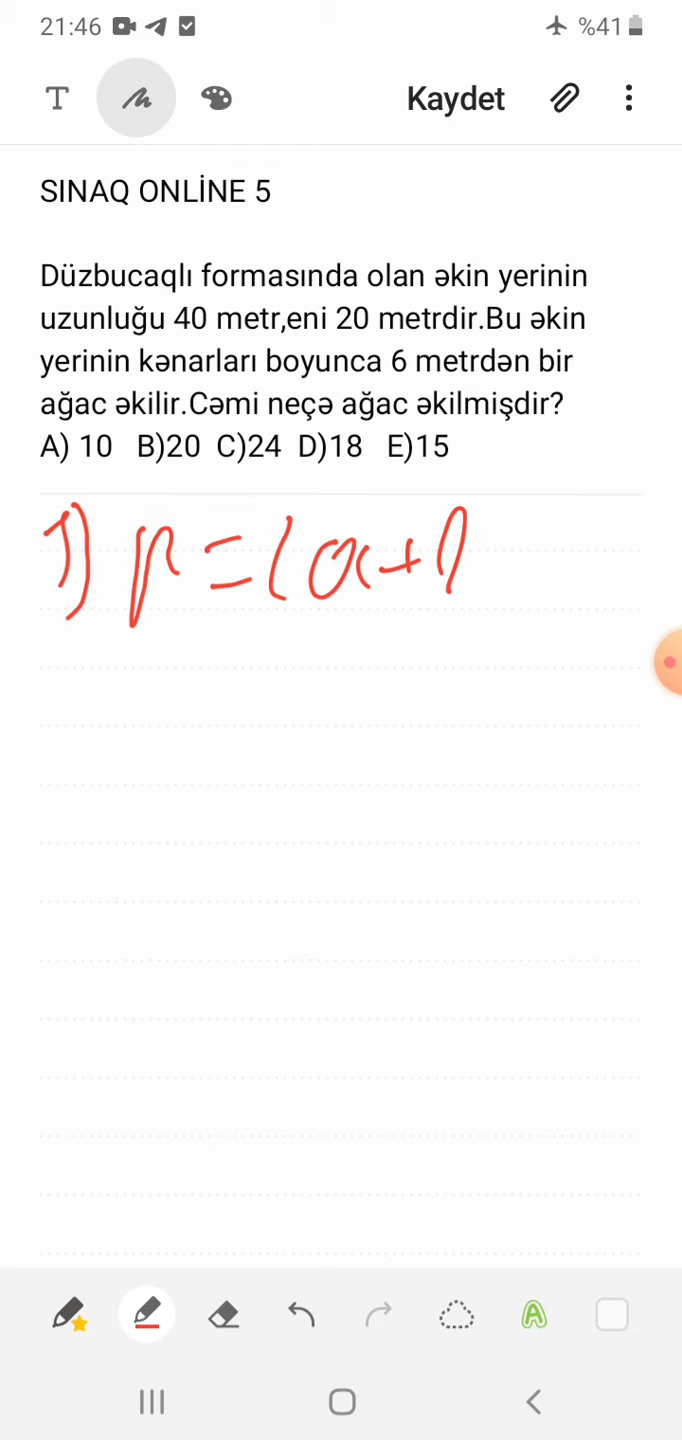 21:46 %41
T Kaydet
SINAQ ONLİNE 5
Düzbucaqlı formasında olan əkin yerinin
uzunluğu 40 metr,eni 20 metrdir.Bu əkin
yerinin kənarları boyunca 6 metrdən bir
ağac əkilir.Cəmi neçə ağac əkilmişdir?
A) 10 B)20 C)24 D)18 E)15
1) p = (a+
A